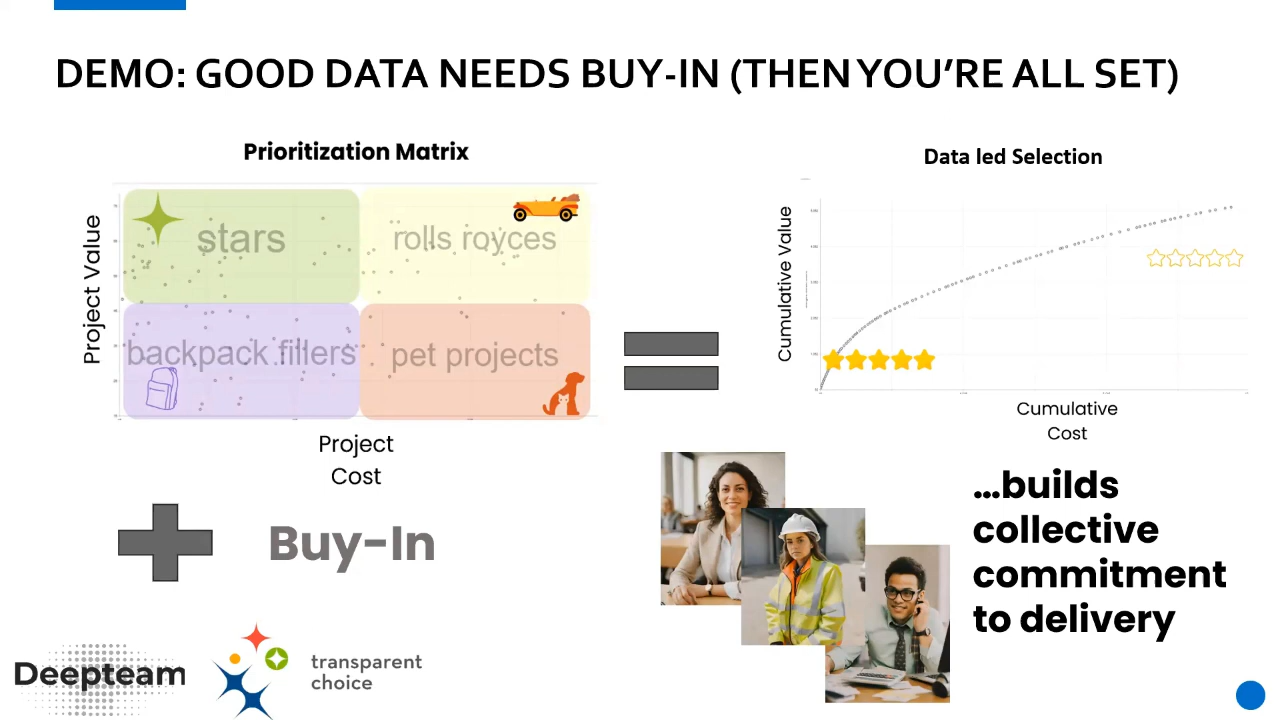 DEMO: GOOD DATA NEEDS BUY-IN (THEN YOU'RE ALL SET)
Prioritization Matrix
Project Value
stars
rolls royces
backpack fillers
pet projects
Project
Cost
Buy-In
Data led Selection
Cumulative Value
Cumulative
Cost
...builds
collective
commitment
to delivery
Deepteam
transparent
choice